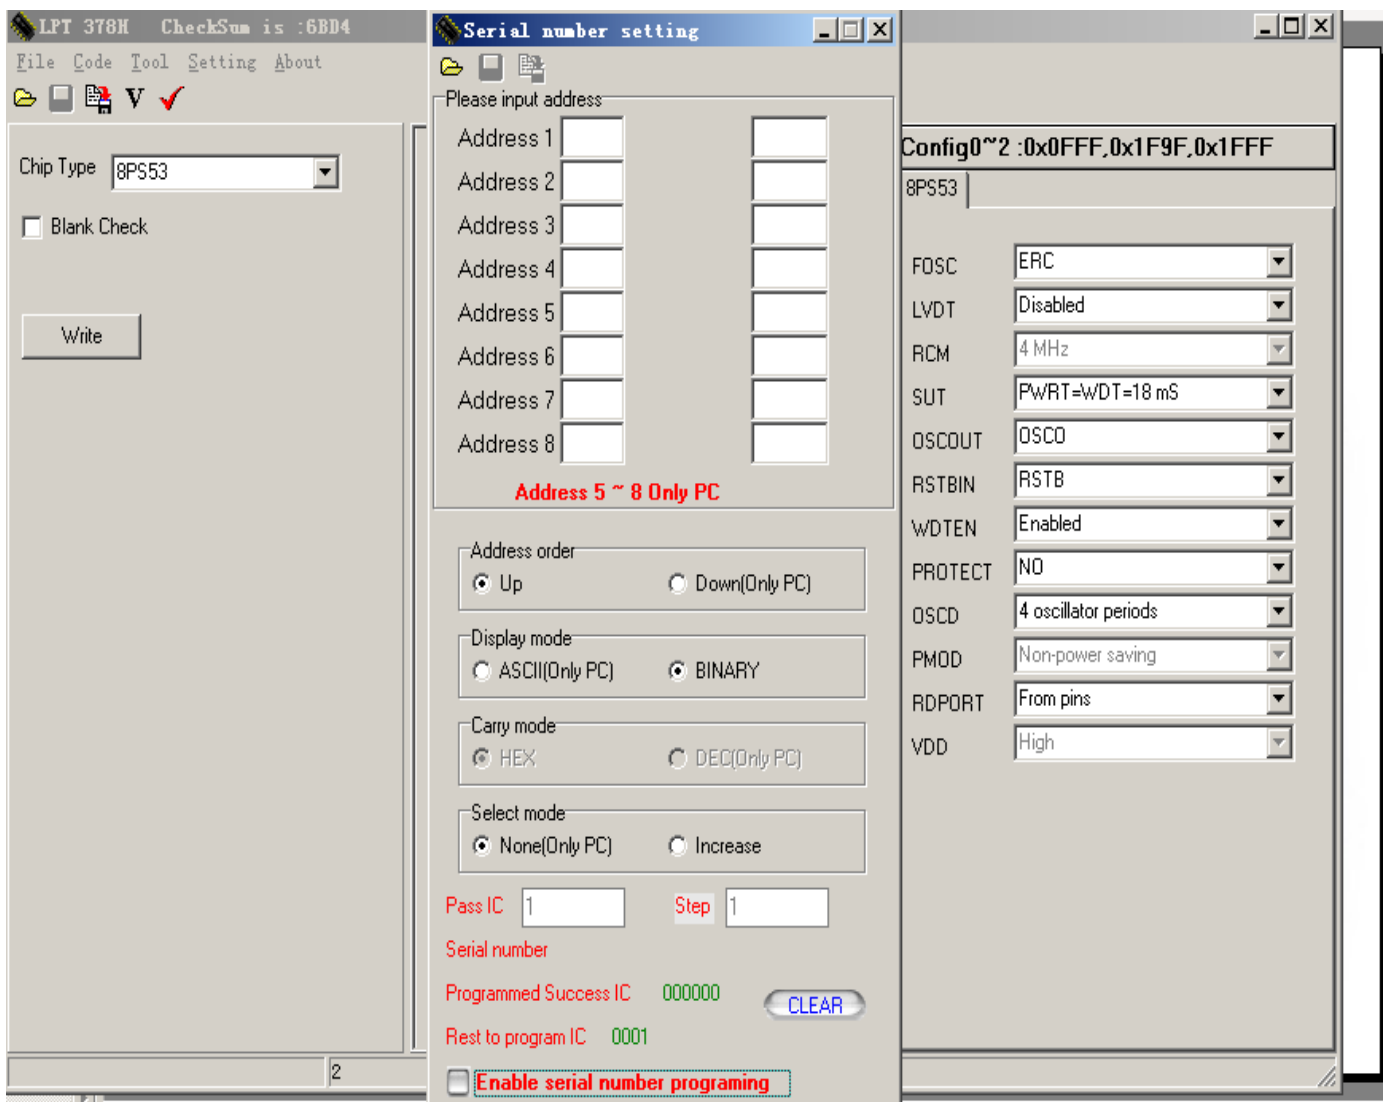 LPT 378H CheckSum is :6BD4
File Code Tool Setting About
V
Chip Type 8PS53
Blank Check
Write
2
Serial number setting
Please input address
Address 1
Address 2
Address 3
Address 4
Address 5
Address 6
Address 7
Address 8
Address 5 ~ 8 Only PC
Address order
Up Down(Only PC)
Display mode
ASCII(Only PC) BINARY
Carry mode
HEX DEC(Only PC)
Select mode
None(Only PC) Increase
Pass IC 1 Step 1
Serial number
Programmed Success IC 000000 CLEAR
Rest to program IC 0001
Enable serial number programing
Config0~2 :0x0FFF,0x1F9F,0x1FFF
8PS53
FOSC ERC
LVDT Disabled
RCM 4 MHz
SUT PWRT=WDT=18 mS
OSCOUT OSCO
RSTBIN RSTB
WDTEN Enabled
PROTECT NO
OSCD 4 oscillator periods
PMOD Non-power saving
RDPORT From pins
VDD High